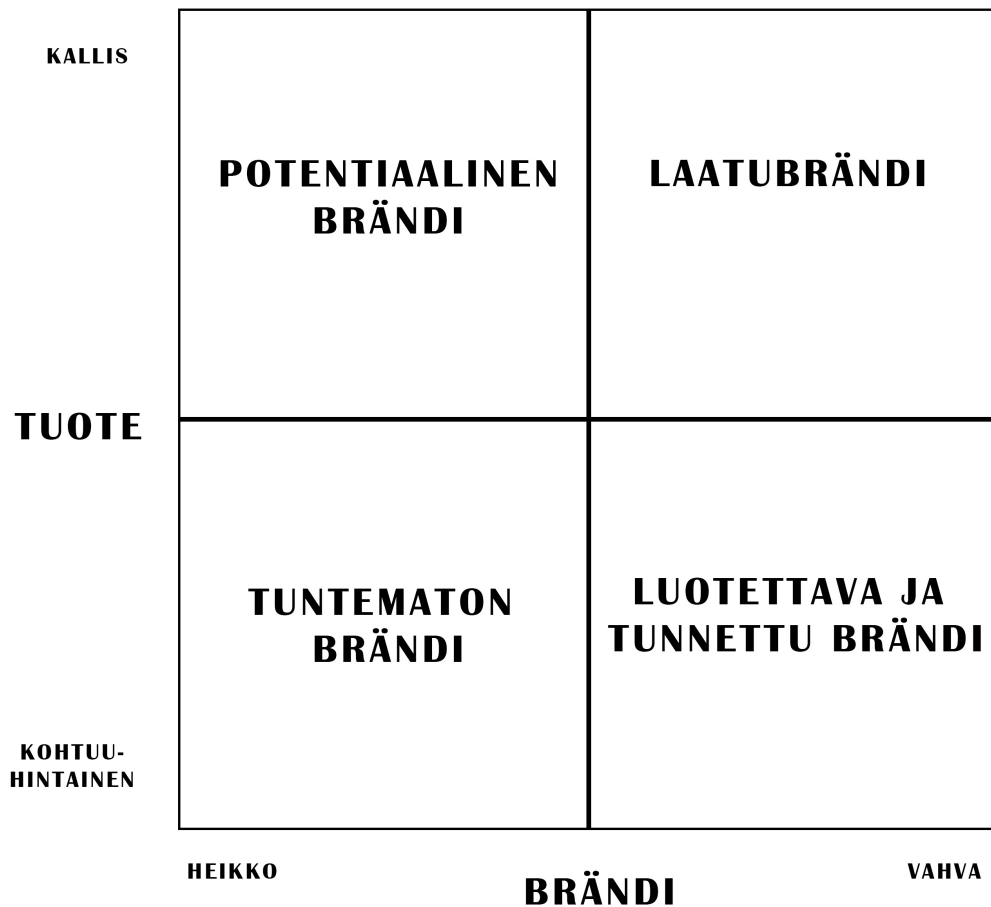 KALLIS
POTENTIAALINEN
BRÄNDI
LAATUBRÄNDI
TUOTE
TUNTEMATON
BRÄNDI
LUOTETTAVA JA
TUNNETTU BRÄNDI
KOHTUU-
HINTAINEN
HEIKKO
BRÄNDI
VAHVA